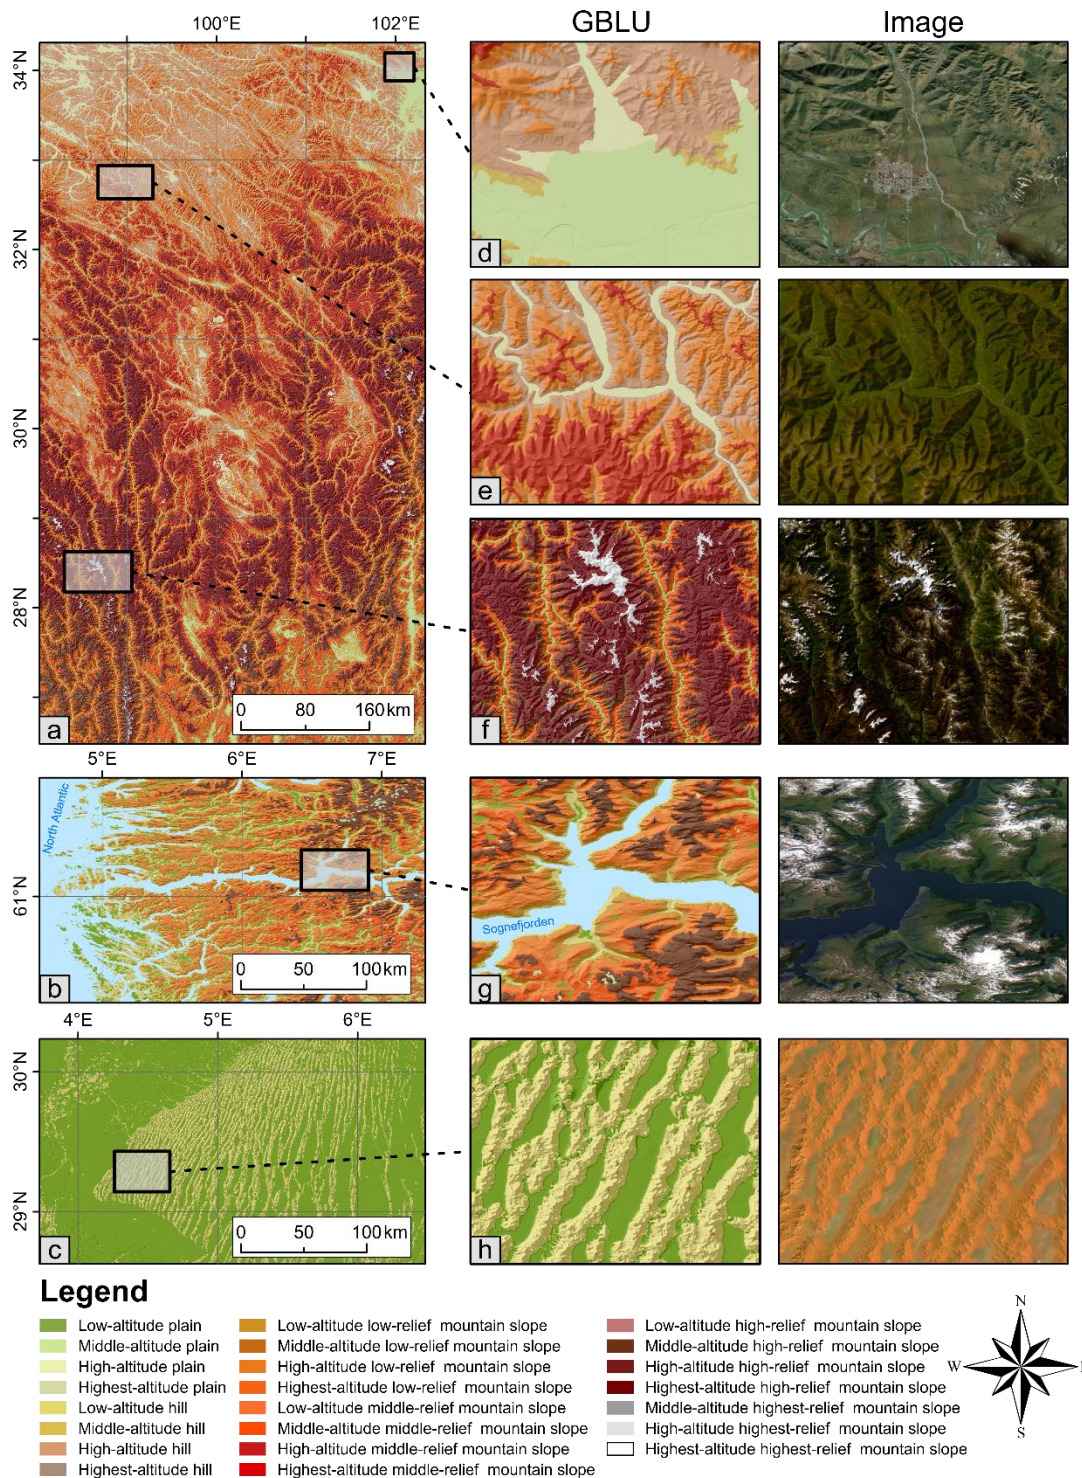 100°E 102°E GBLU Image
34°N
32°N
30°N
28°N
d
e
0 80 160 km
a
f
5°E 6°E 7°E
North Atlantic
61°N
Sognefjorden
0 50 100 km
b
g
4°E 5°E 6°E
30°N
29°N
0 50 100 km
c
h
Legend
Low-altitude plain
Middle-altitude plain
High-altitude plain
Highest-altitude plain
Low-altitude hill
Middle-altitude hill
High-altitude hill
Highest-altitude hill
Low-altitude low-relief mountain slope
Middle-altitude low-relief mountain slope
High-altitude low-relief mountain slope
Highest-altitude low-relief mountain slope
Low-altitude middle-relief mountain slope
Middle-altitude middle-relief mountain slope
High-altitude middle-relief mountain slope
Highest-altitude middle-relief mountain slope
Low-altitude high-relief mountain slope
Middle-altitude high-relief mountain slope
High-altitude high-relief mountain slope
Highest-altitude high-relief mountain slope
Middle-altitude highest-relief mountain slope
High-altitude highest-relief mountain slope
Highest-altitude highest-relief mountain slope
N
W
S